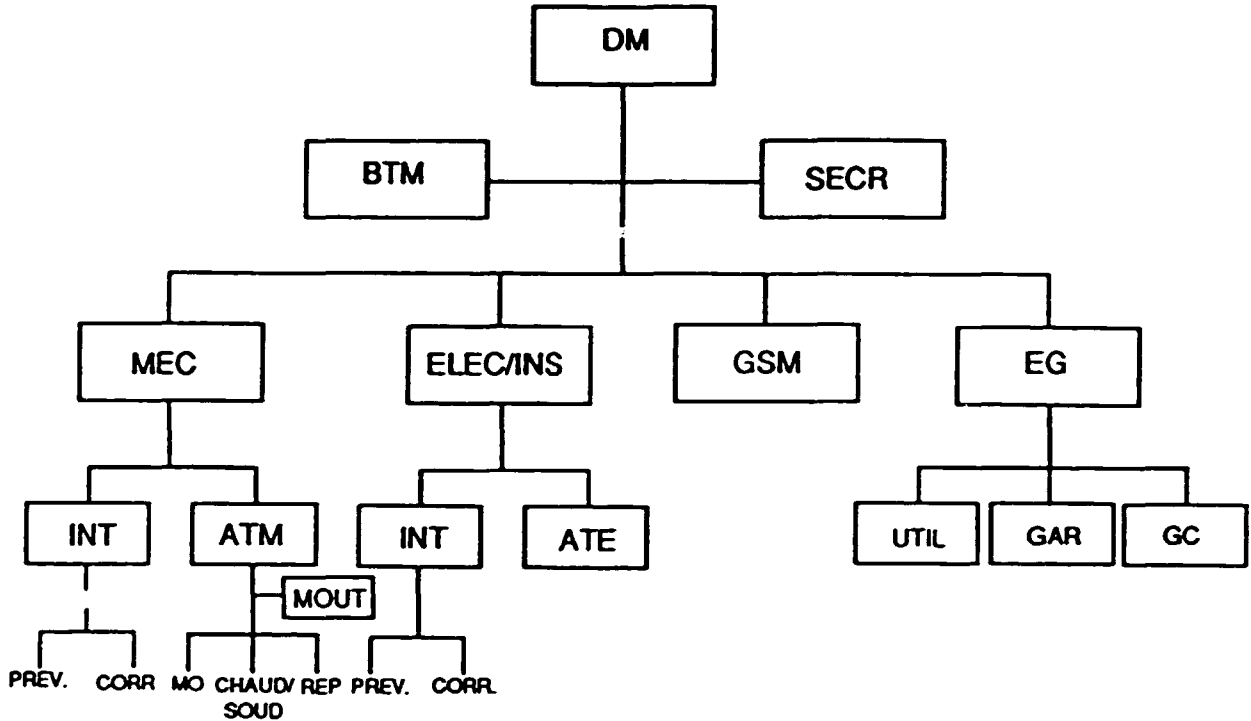 DM
BTM
SECR
MEC
ELEC/INS
GSM
EG
INT
ATM
INT
ATE
UTIL
GAR
GC
MOUT
PREV.
CORR
MO
CHAUD/
SOUD
REP
PREV.
CORR.